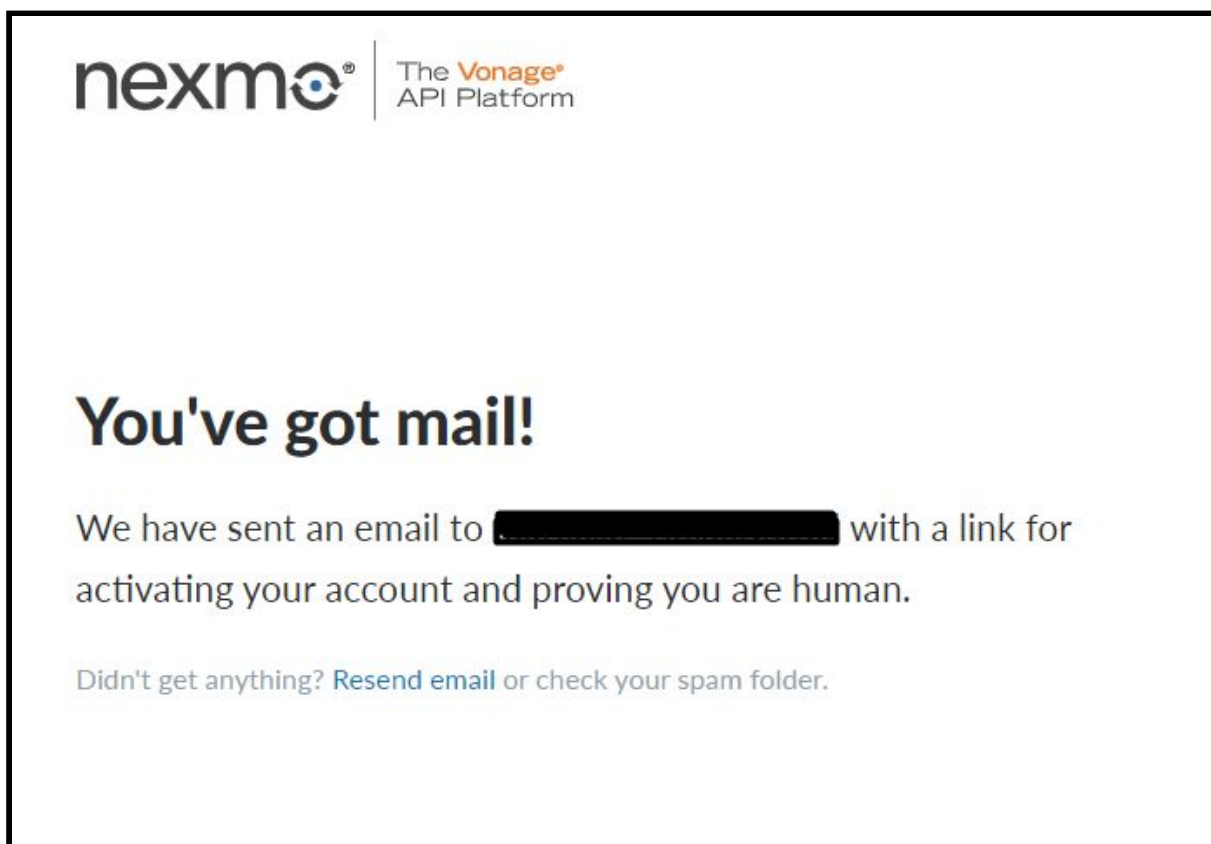 nexmo®
The Vonage®
API Platform
You've got mail!
We have sent an email to with a link for
activating your account and proving you are human.
Didn't get anything? Resend email or check your spam folder.